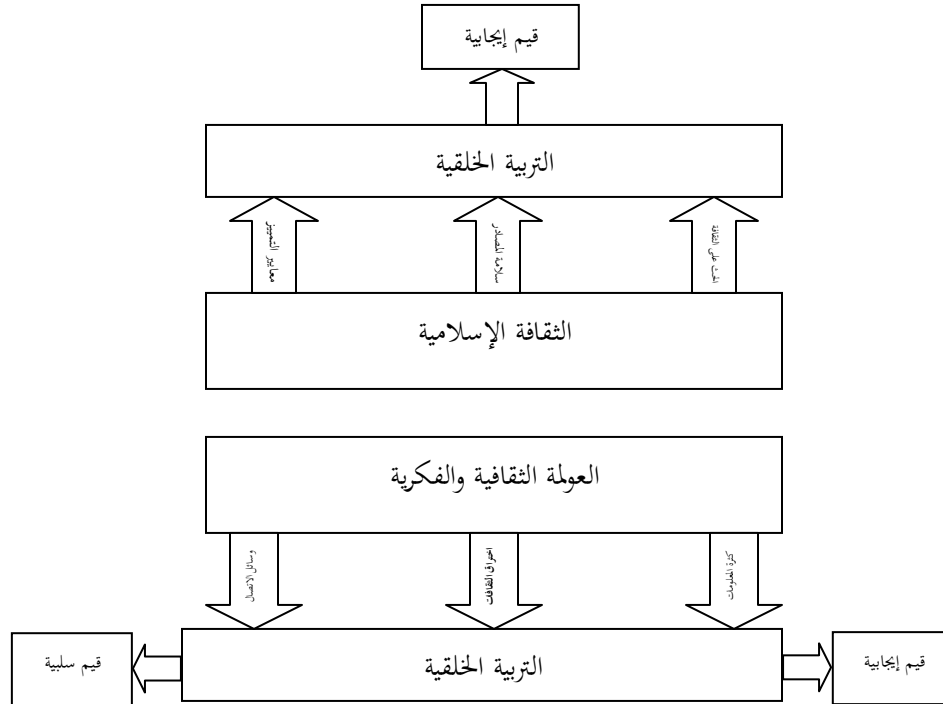 قيم إيجابية
التربية الخلقية
الحث على الثقافة
سلامة المصادر
معايير التمييز
الثقافة الإسلامية
العولمة الثقافية والفكرية
كثرة المعلومات
اختراق الثقافات
وسائل الاتصال
قيم إيجابية
التربية الخلقية
قيم سلبية